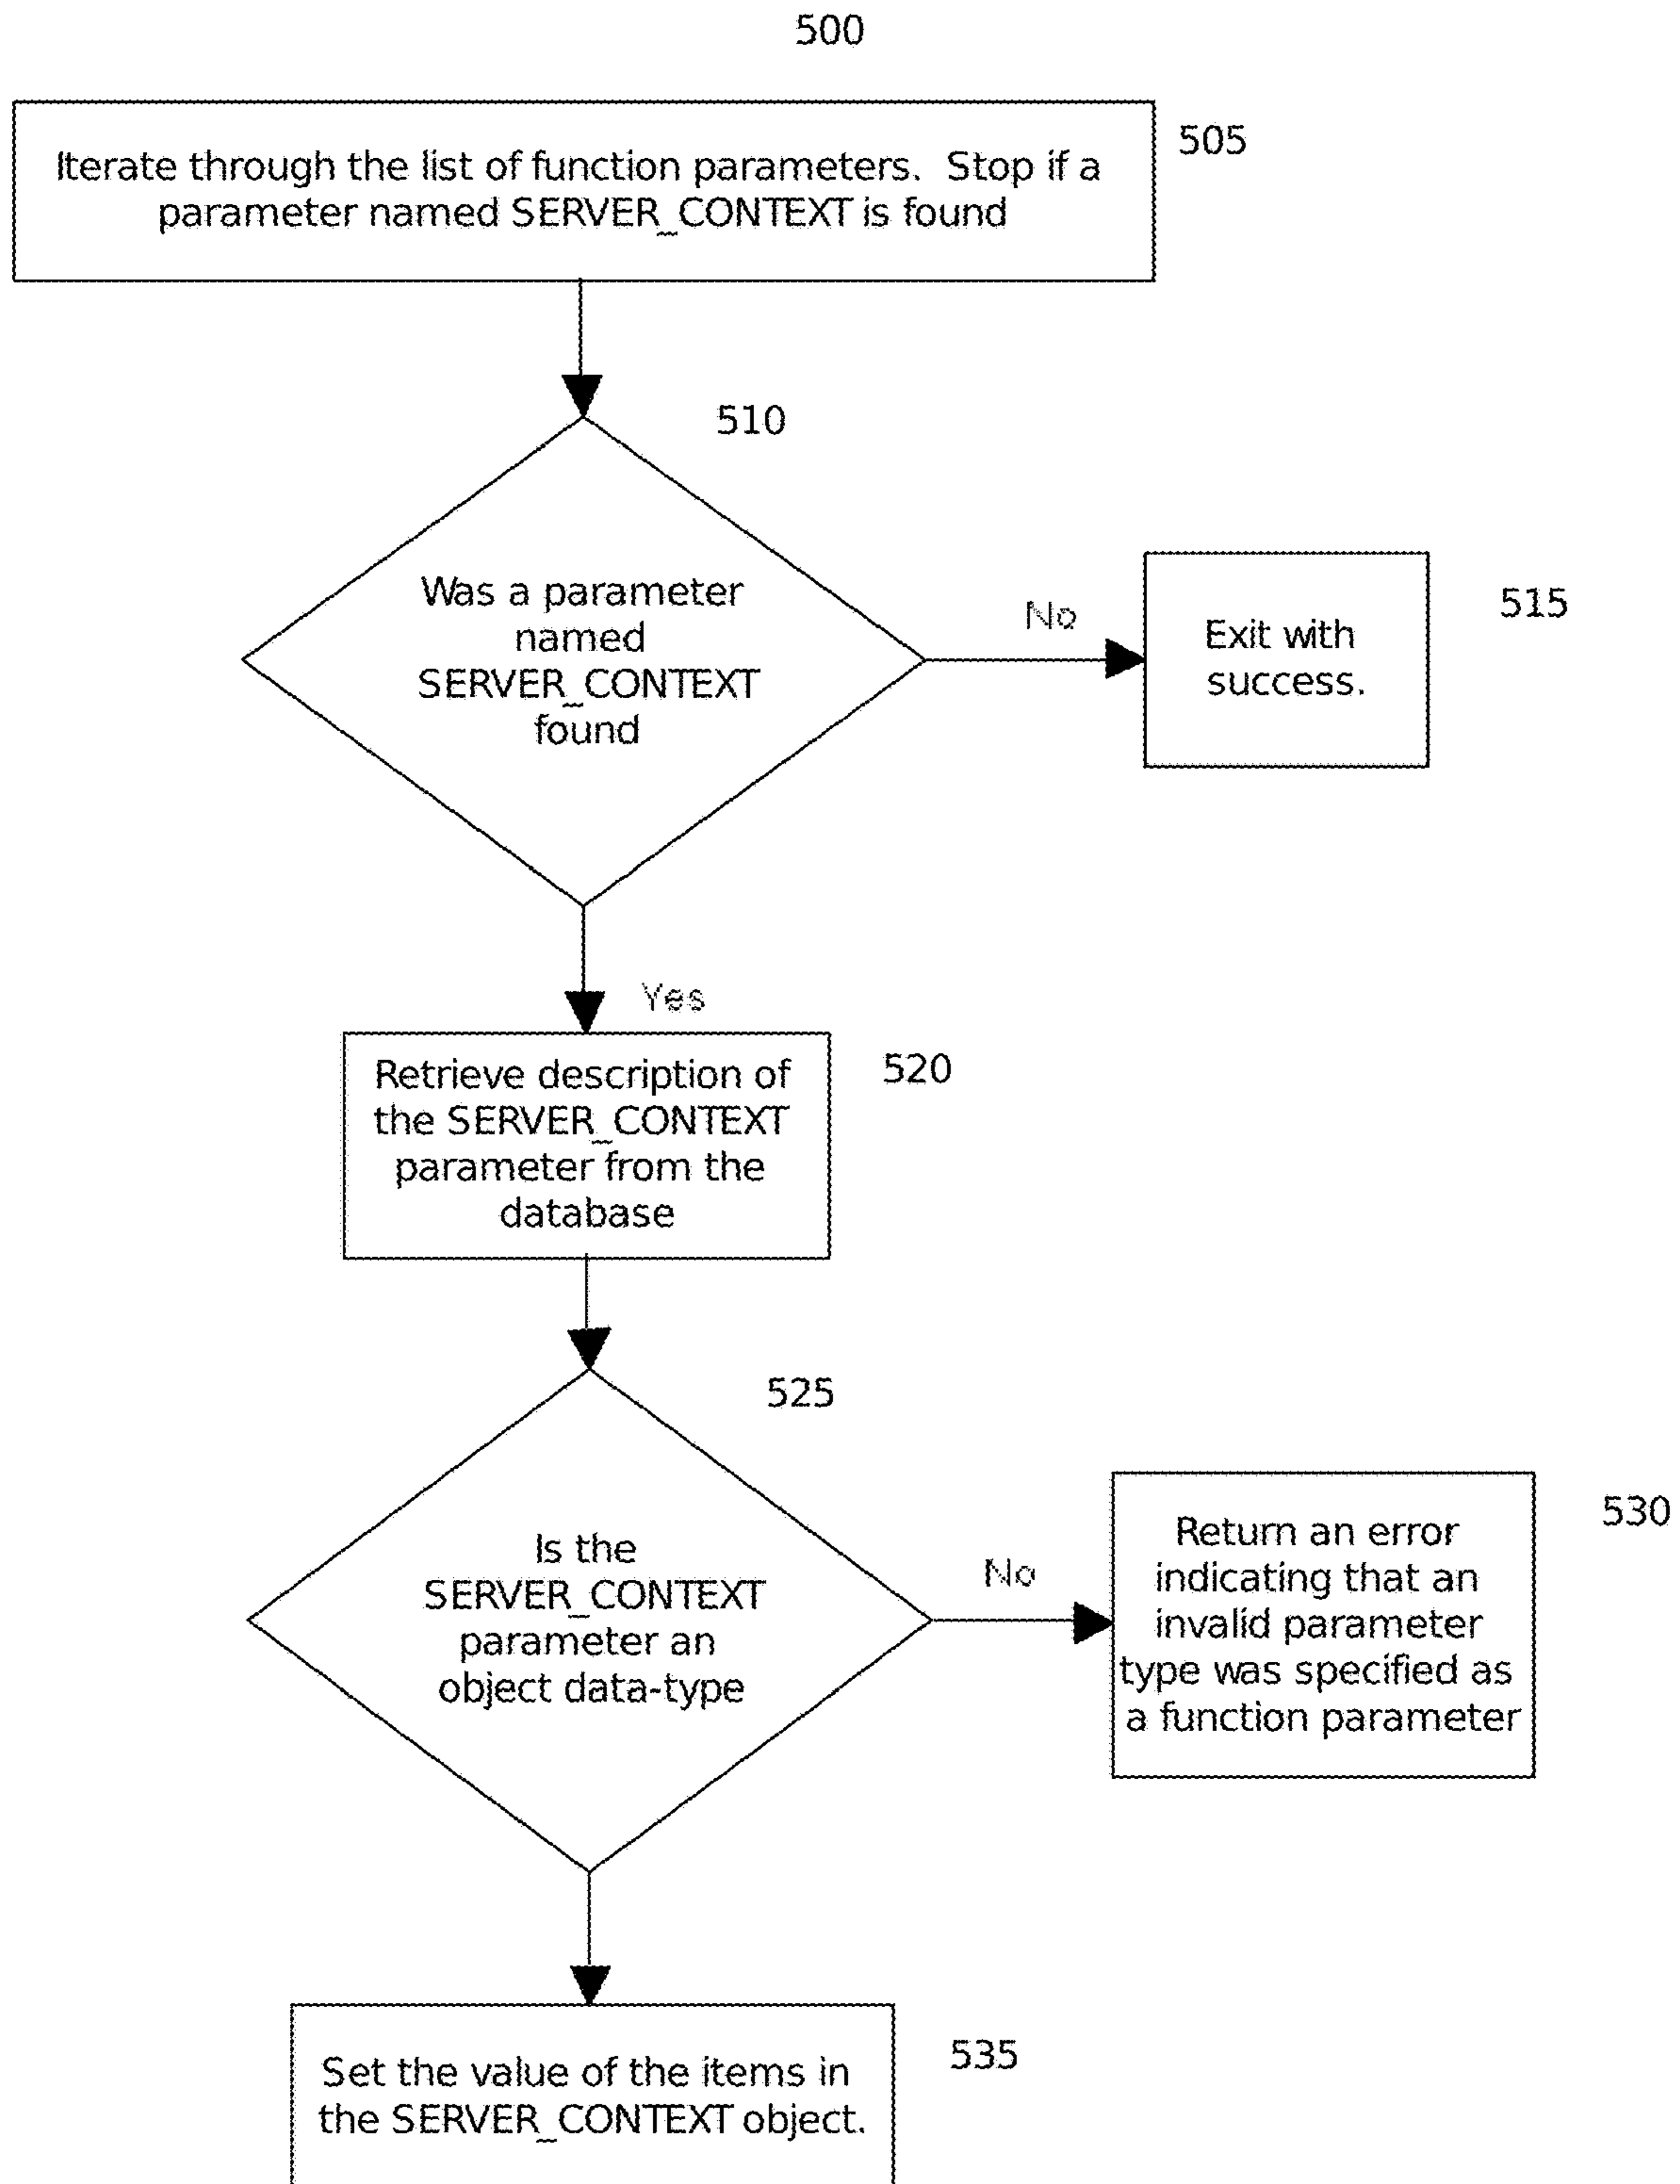 500
505
Iterate through the list of function parameters.  Stop if a
parameter named SERVER_CONTEXT is found
510
Was a parameter
named
SERVER_CONTEXT
found
No
515
Exit with
success.
Yes
520
Retrieve description of
the SERVER_CONTEXT
parameter from the
database
525
Is the
SERVER_CONTEXT
parameter an
object data-type
No
530
Return an error
indicating that an
invalid parameter
type was specified as
a function parameter
535
Set the value of the items in
the SERVER_CONTEXT object.